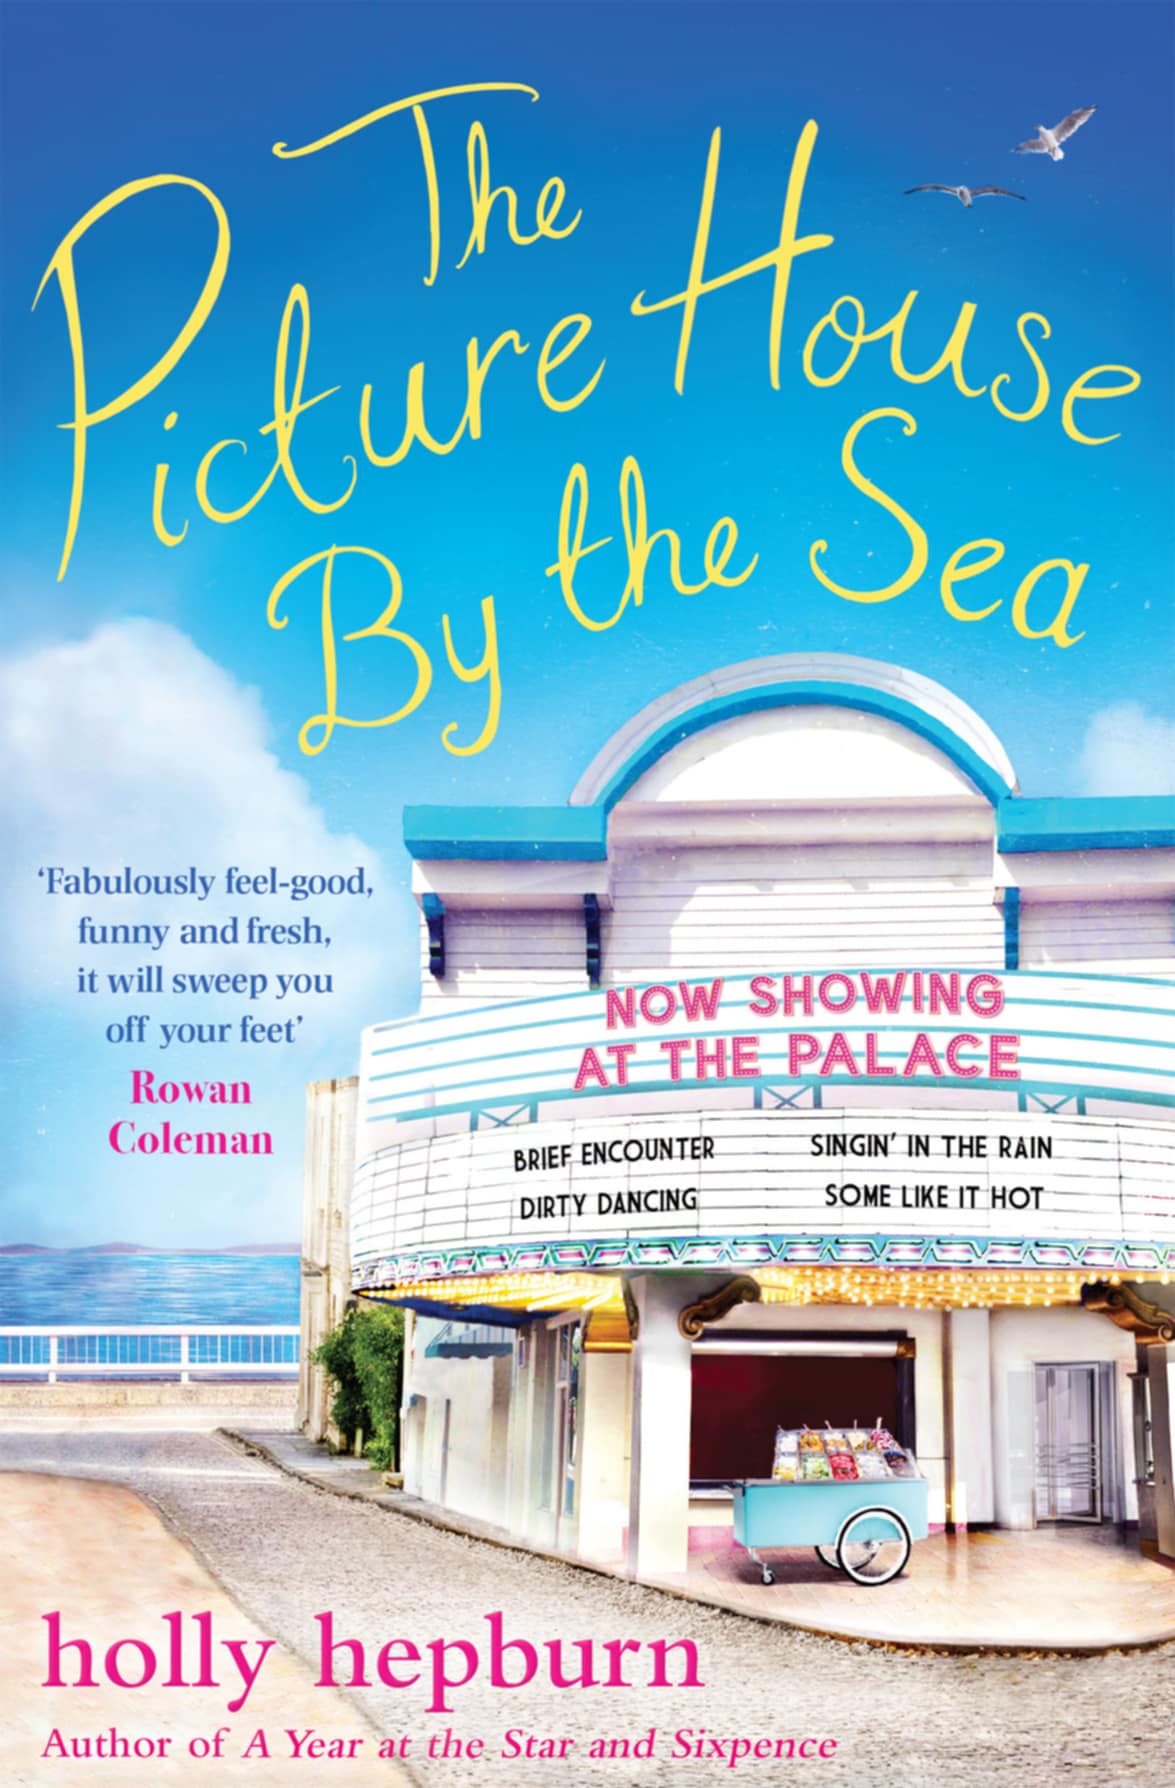 The
Picture House
By the Sea
‘Fabulously feel-good,
funny and fresh,
it will sweep you
off your feet’
Rowan
Coleman
NOW SHOWING
AT THE PALACE
BRIEF ENCOUNTER SINGIN’ IN THE RAIN
DIRTY DANCING SOME LIKE IT HOT
holly hepburn
Author of A Year at the Star and Sixpence